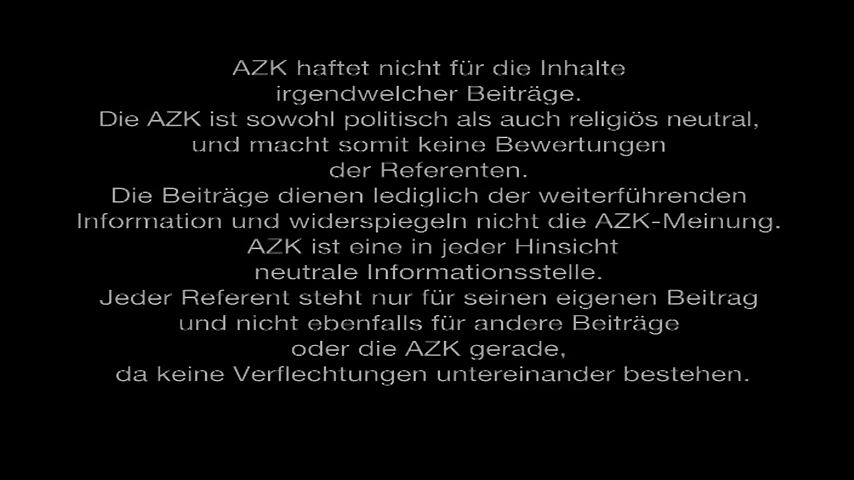 AZK haftet nicht für die Inhalte
irgendwelcher Beiträge.
Die AZK ist sowohl politisch als auch religiös neutral,
und macht somit keine Bewertungen
der Referenten.
Die Beiträge dienen lediglich der weiterführenden
Information und widerspiegeln nicht die AZK-Meinung.
AZK ist eine in jeder Hinsicht
neutrale Informationsstelle.
Jeder Referent steht nur für seinen eigenen Beitrag
und nicht ebenfalls für andere Beiträge
oder die AZK gerade,
da keine Verflechtungen untereinander bestehen.